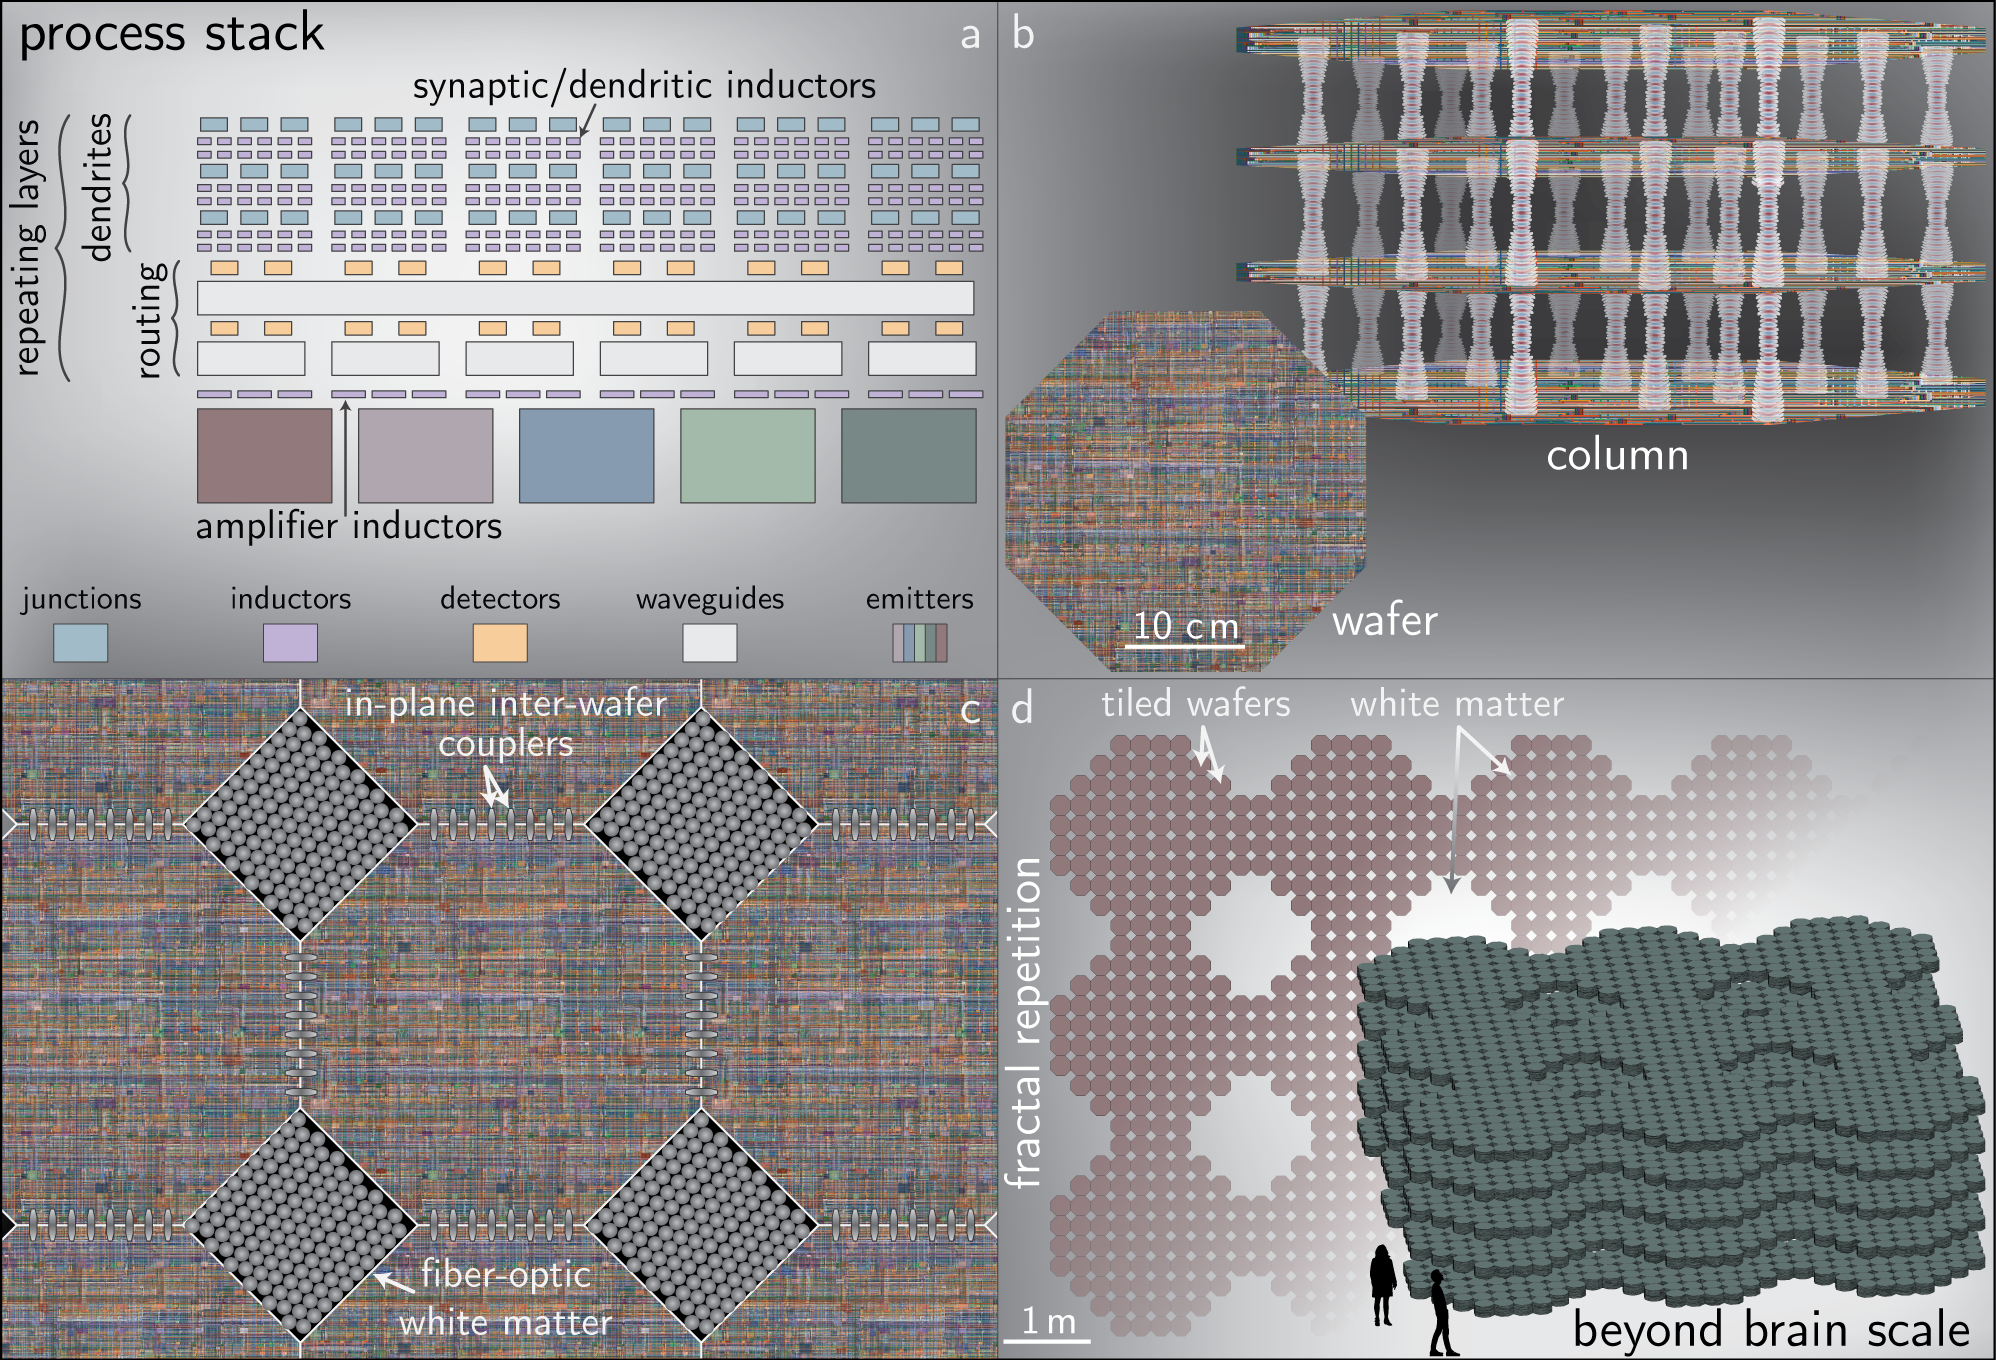 process stack
a
synaptic/dendritic inductors
repeating layers
dendrites
routing
amplifier inductors
junctions
inductors
detectors
waveguides
emitters
b
column
wafer
10 cm
c
in-plane inter-wafer
couplers
fiber-optic
white matter
d
tiled wafers
white matter
fractal repetition
1 m
beyond brain scale